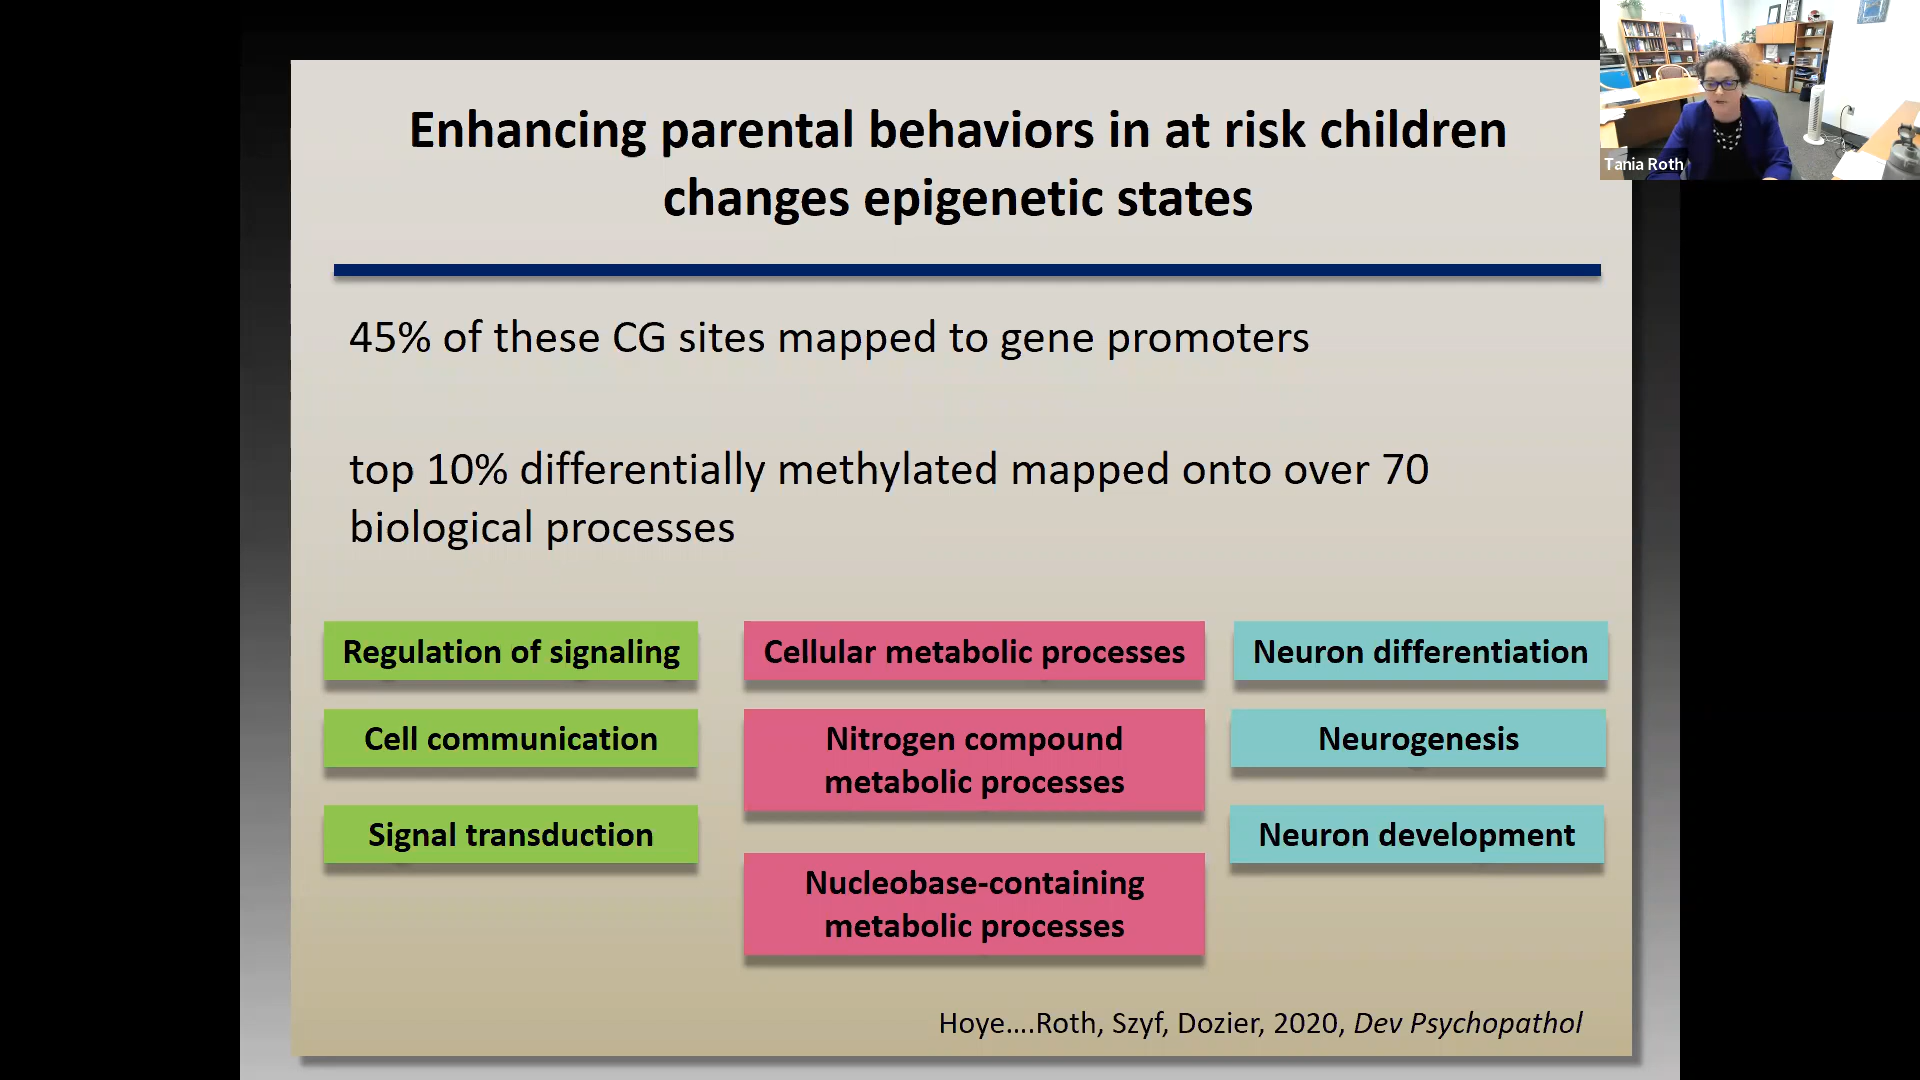 Enhancing parental behaviors in at risk children
changes epigenetic states
Tania Roth
45% of these CG sites mapped to gene promoters
top 10% differentially methylated mapped onto over 70
biological processes
Regulation of signaling
Cell communication
Signal transduction
Cellular metabolic processes
Nitrogen compound
metabolic processes
Nucleobase-containing
metabolic processes
Neuron differentiation
Neurogenesis
Neuron development
Hoye....Roth, Szyf, Dozier, 2020, Dev Psychopathol